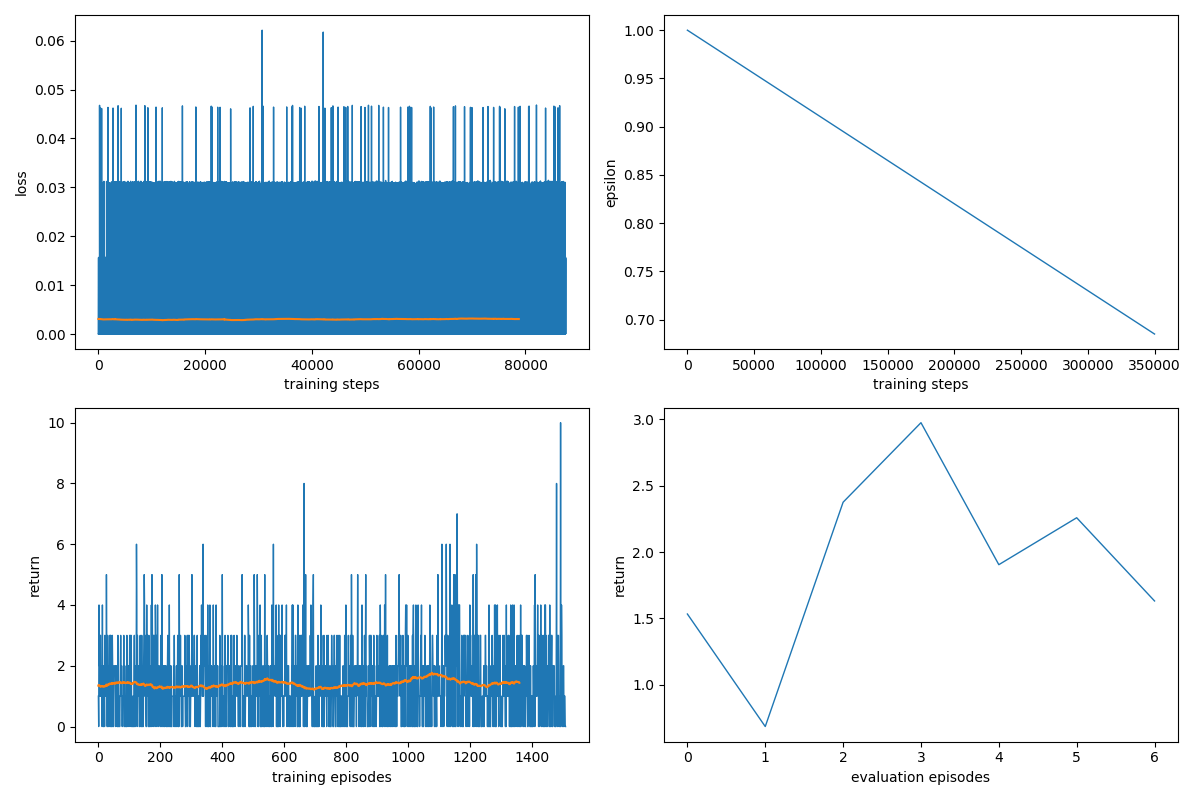 0.06
0.05
0.04
0.03
0.02
0.01
0.00
loss
0 20000 40000 60000 80000
training steps
1.00
0.95
0.90
0.85
0.80
0.75
0.70
epsilon
0 50000 100000 150000 200000 250000 300000 350000
training steps
10
8
6
4
2
0
return
0 200 400 600 800 1000 1200 1400
training episodes
3.0
2.5
2.0
1.5
1.0
return
0 1 2 3 4 5 6
evaluation episodes